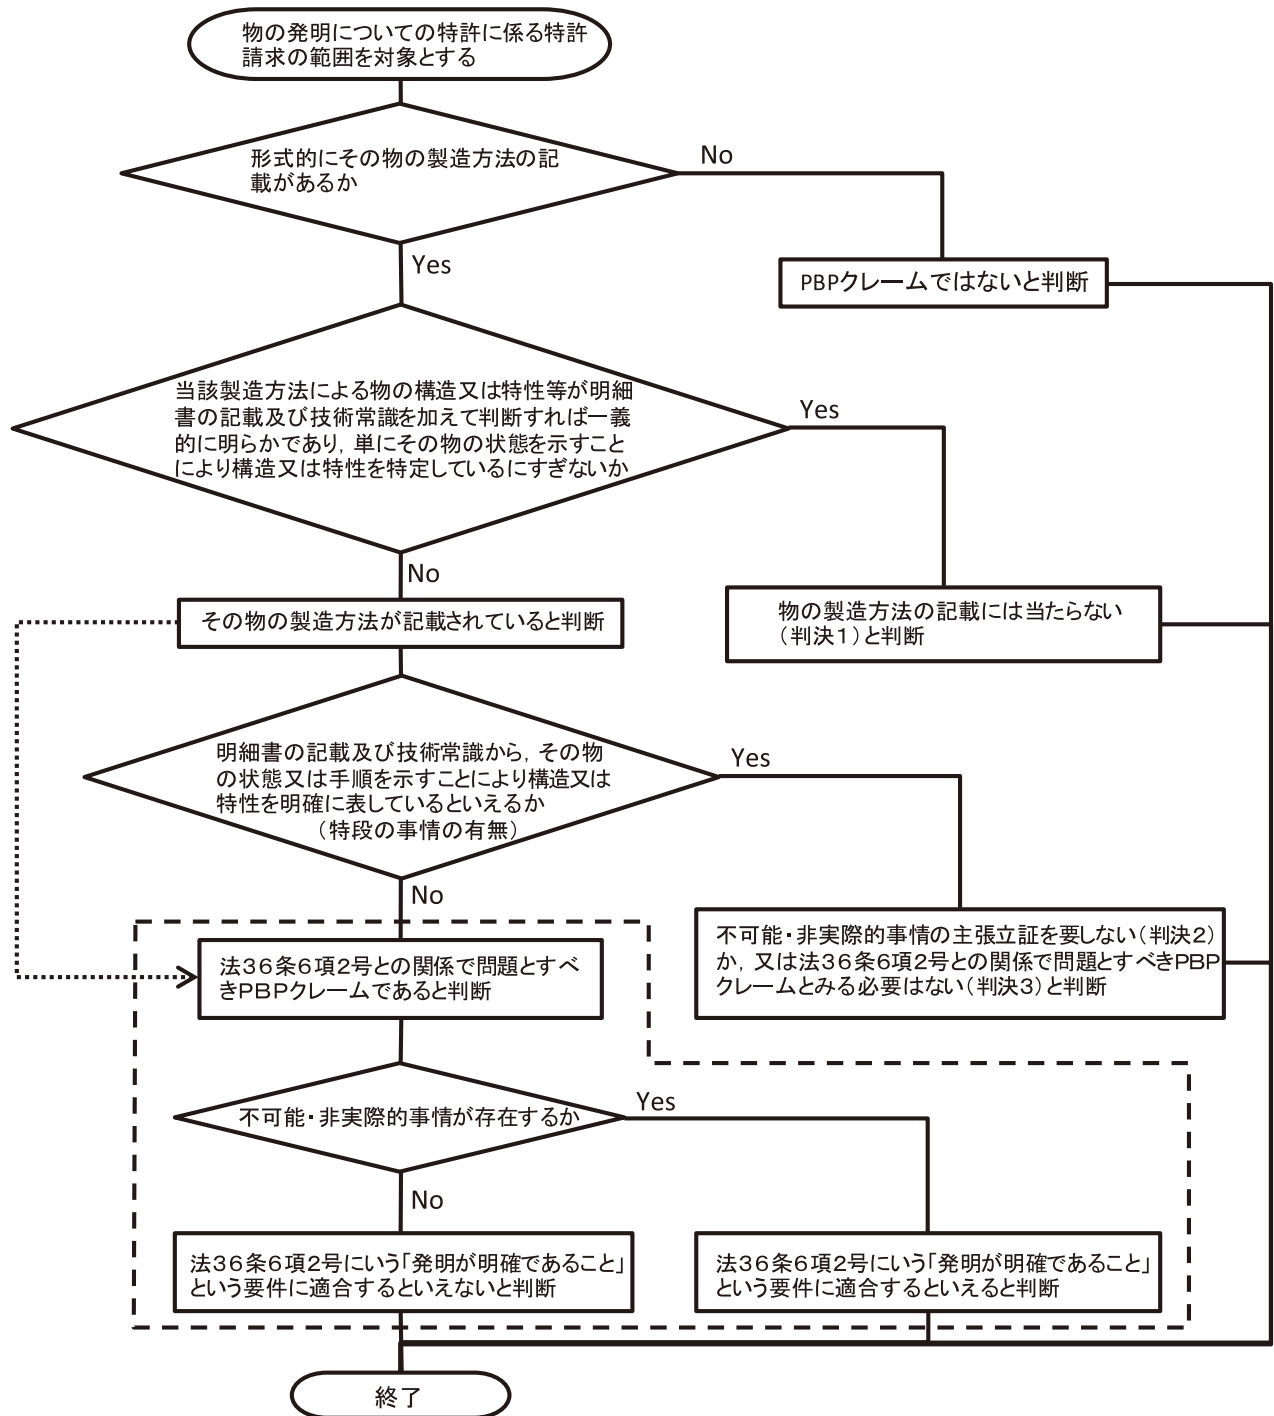 物の発明についての特許に係る特許
請求の範囲を対象とする
形式的にその物の製造方法の記
載があるか
No
Yes
PBPクレームではないと判断
当該製造方法による物の構造又は特性等が明細
書の記載及び技術常識を加えて判断すれば一義
的に明らかであり，単にその物の状態を示すこと
により構造又は特性を特定しているにすぎないか
Yes
No
その物の製造方法が記載されていると判断
物の製造方法の記載には当たらない
（判決１）と判断
明細書の記載及び技術常識から，その物
の状態又は手順を示すことにより構造又は
特性を明確に表しているといえるか
（特段の事情の有無）
Yes
No
不可能・非実際的事情の主張立証を要しない（判決２）
か，又は法３６条６項２号との関係で問題とすべきPBP
クレームとみる必要はない（判決３）と判断
法３６条６項２号との関係で問題とすべ
きPBPクレームであると判断
不可能・非実際的事情が存在するか
Yes
No
法３６条６項２号にいう「発明が明確であること」
という要件に適合するといえないと判断
法３６条６項２号にいう「発明が明確であること」
という要件に適合するといえると判断
終了